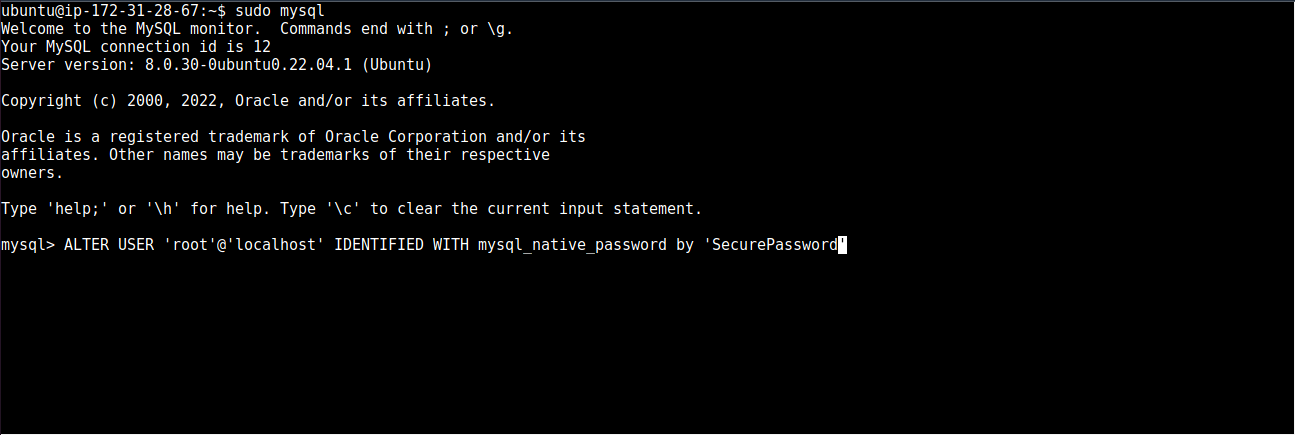 ubuntu@ip-172-31-28-67:~$ sudo mysql
Welcome to the MySQL monitor.  Commands end with ; or \g.
Your MySQL connection id is 12
Server version: 8.0.30-0ubuntu0.22.04.1 (Ubuntu)
Copyright (c) 2000, 2022, Oracle and/or its affiliates.
Oracle is a registered trademark of Oracle Corporation and/or its
affiliates. Other names may be trademarks of their respective
owners.
Type 'help;' or '\h' for help. Type '\c' to clear the current input statement.
mysql> ALTER USER 'root'@'localhost' IDENTIFIED WITH mysql_native_password by 'SecurePassword'